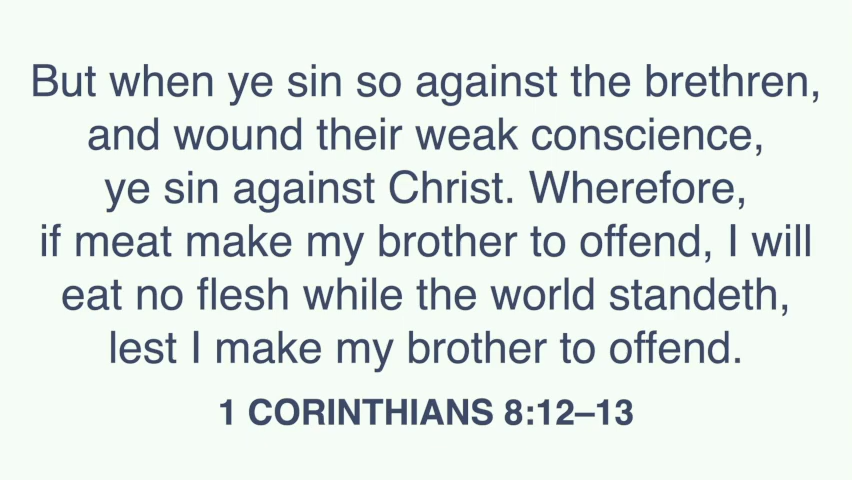 But when ye sin so against the brethren,
and wound their weak conscience,
ye sin against Christ. Wherefore,
if meat make my brother to offend, I will
eat no flesh while the world standeth,
lest I make my brother to offend.
1 CORINTHIANS 8:12–13